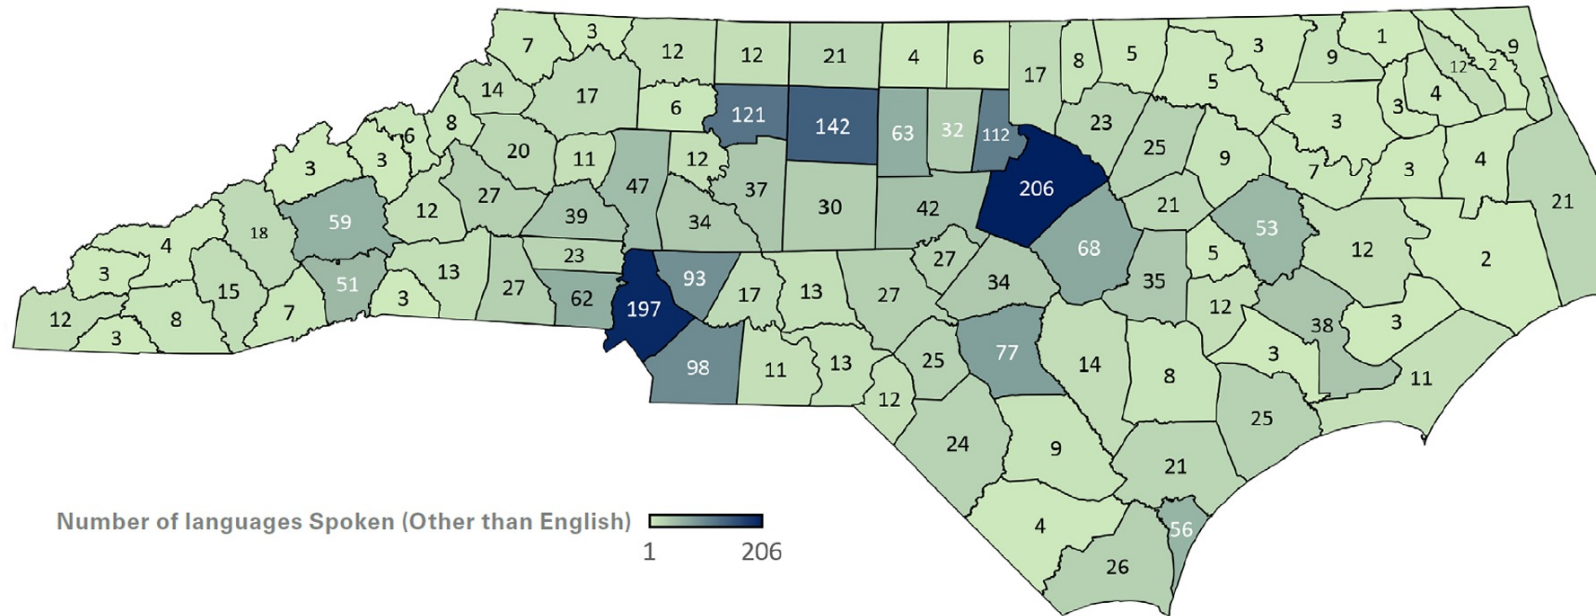 7 3 12 12 21 4 6 17 8 5 3 9 1 9
14 17 6 5 12 2
121 142 63 32 112 23 3 4 3
3 3 6 8 20 11 12 25 9
47 37 206 7 3 4
59 12 27 39 34 30 42 21 21
4 18 68 53 12
3 13 23 27 5 2
12 15 51 3 27 62 93 17 13 27 34 35 12
3 8 7 197 38 3
98 11 13 25 77 14 8 3 11
12 25
24 9 21
Number of languages Spoken (Other than English)
1 206
4 56
26